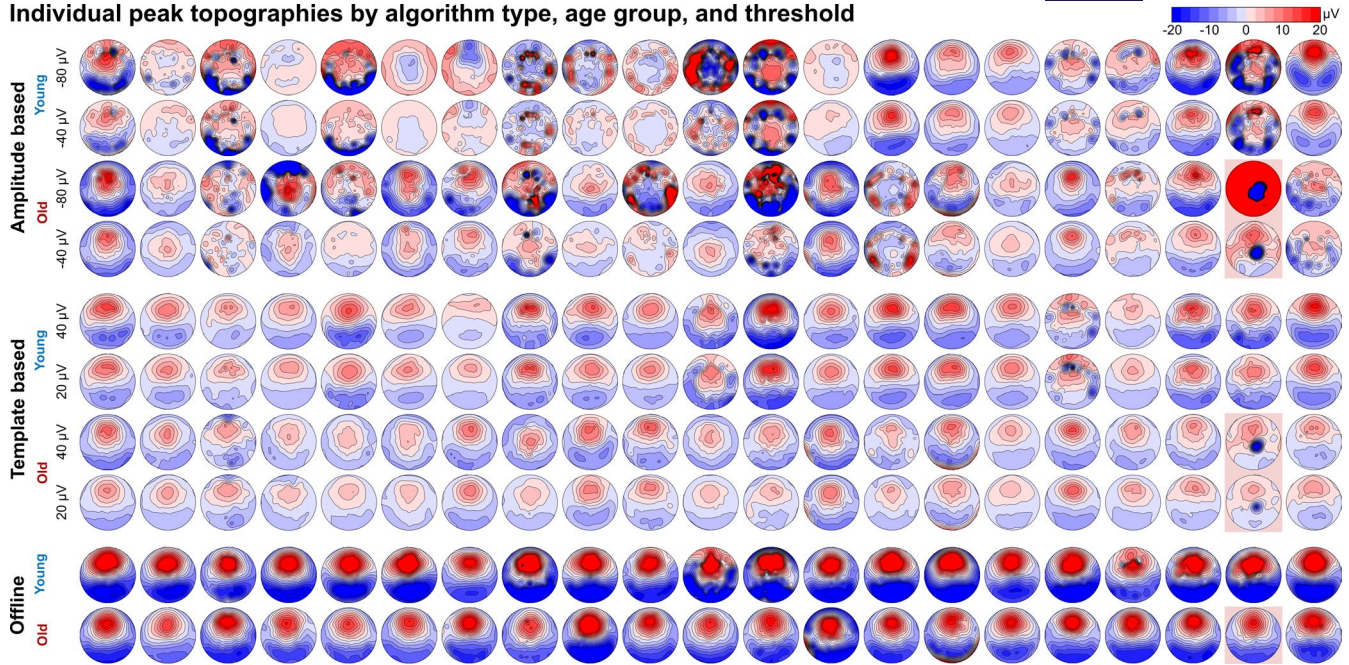 Individual peak topographies by algorithm type, age group, and threshold
µV
-20 -10 0 10 20
Amplitude based
Young
-80 µV
-40 µV
Old
-80 µV
-40 µV
Template based
Young
40 µV
20 µV
Old
40 µV
20 µV
Offline
Young
Old